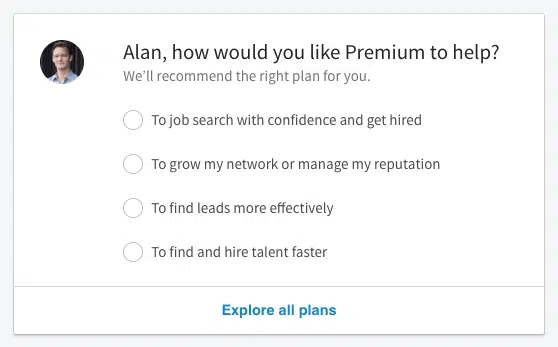 Alan, how would you like Premium to help?
We'll recommend the right plan for you.
To job search with confidence and get hired
To grow my network or manage my reputation
To find leads more effectively
To find and hire talent faster
Explore all plans